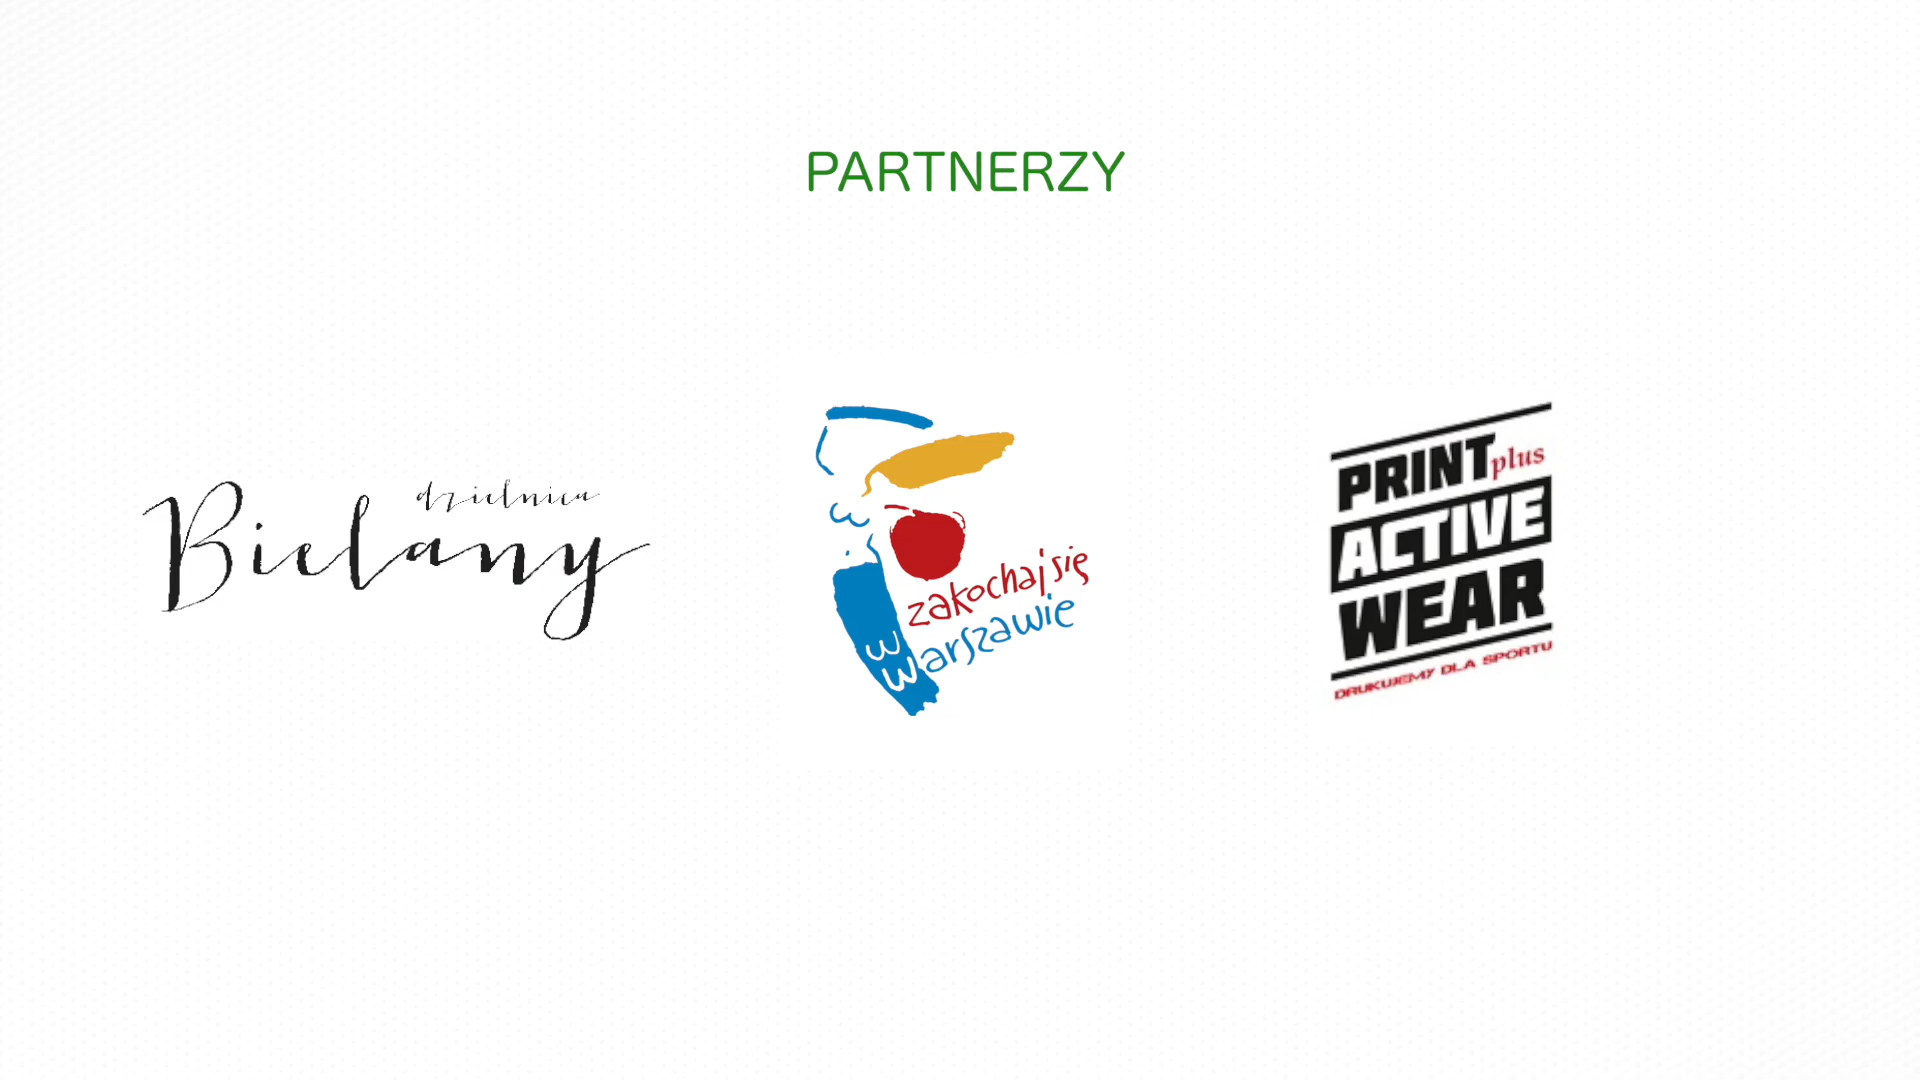 PARTNERZY
dzielnica
Bielany
zakochaj się
w warszawie
PRINT plus
ACTIVE
WEAR
DRUKUJEMY DLA SPORTU